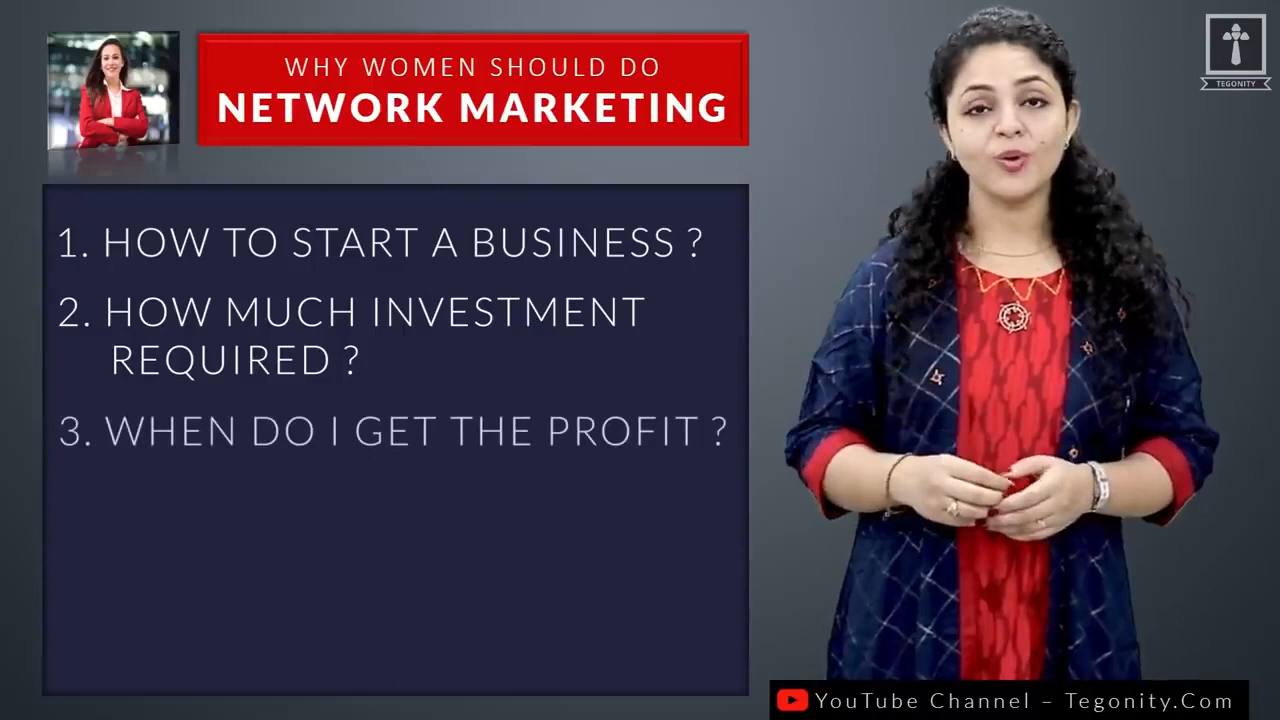 WHY WOMEN SHOULD DO
NETWORK MARKETING
TEGONITY
1. HOW TO START A BUSINESS ?
2. HOW MUCH INVESTMENT
REQUIRED ?
3. WHEN DO I GET THE PROFIT ?
YouTube Channel – Tegonity.Com